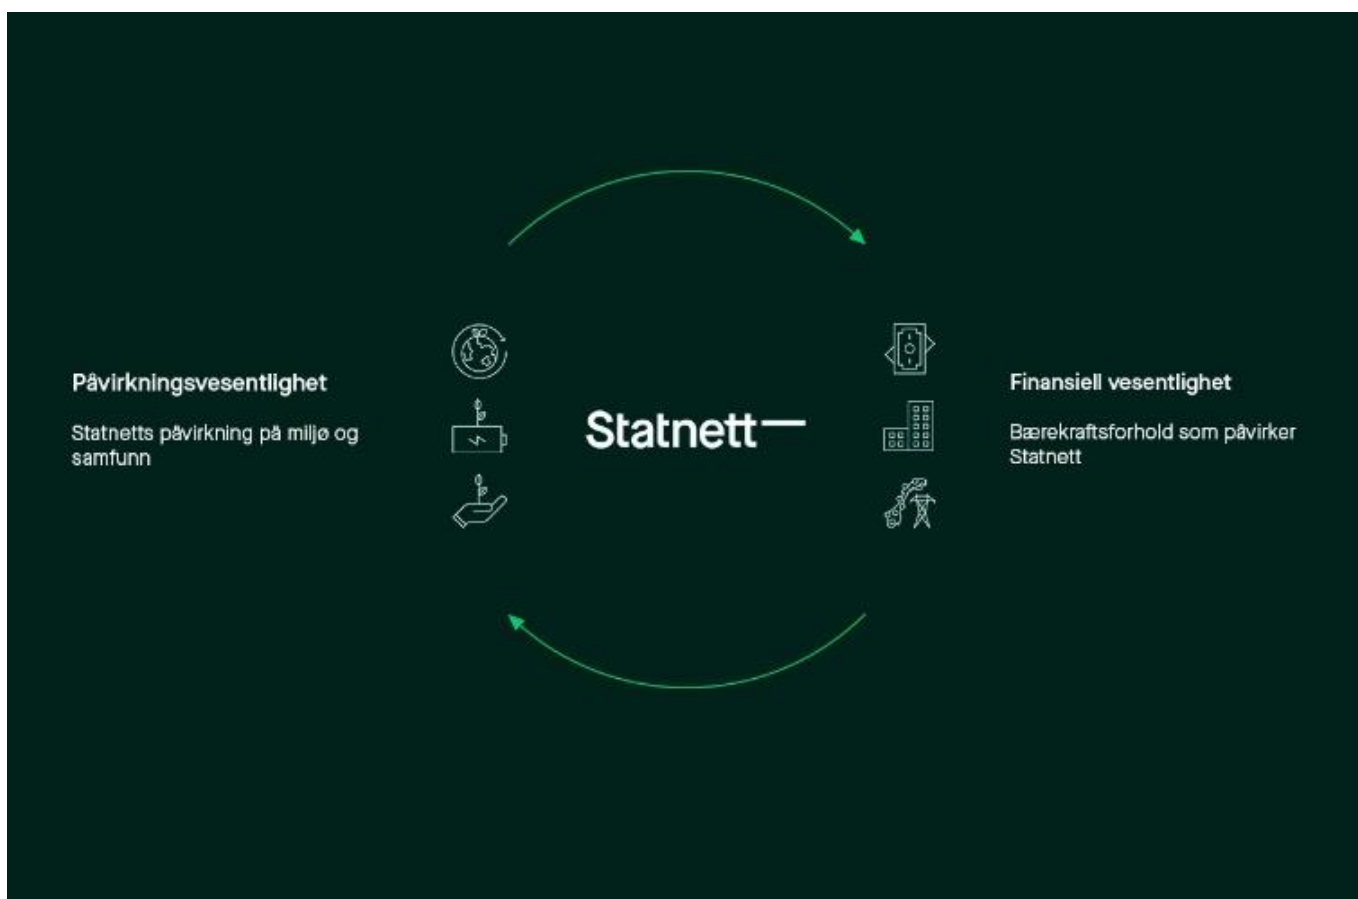 Påvirkningsvesentlighet
Statnetts påvirkning på miljø og
samfunn
Statnett
Finansiell vesentlighet
Bærekraftsforhold som påvirker
Statnett